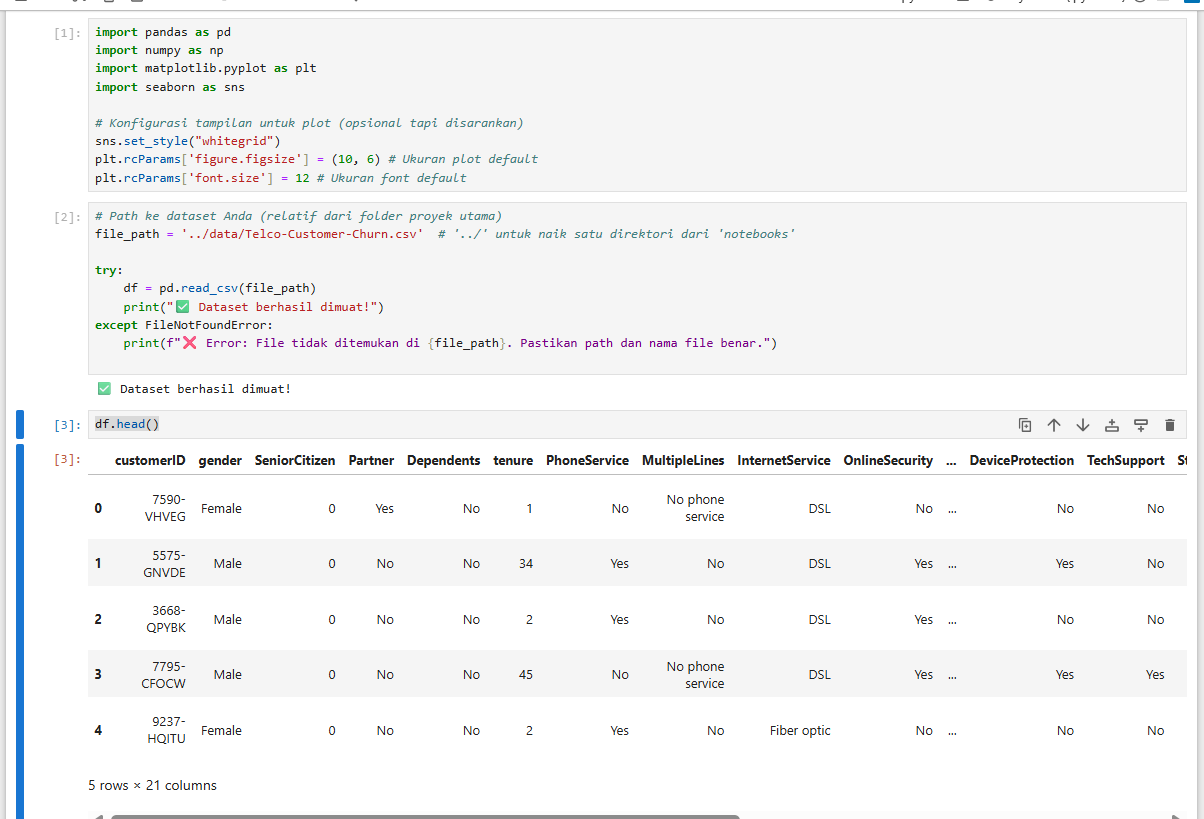 [1]:
import pandas as pd
import numpy as np
import matplotlib.pyplot as plt
import seaborn as sns
# Konfigurasi tampilan untuk plot (opsional tapi disarankan)
sns.set_style("whitegrid")
plt.rcParams['figure.figsize'] = (10, 6) # Ukuran plot default
plt.rcParams['font.size'] = 12 # Ukuran font default
[2]:
# Path ke dataset Anda (relatif dari folder proyek utama)
file_path = '../data/Telco-Customer-Churn.csv'  # '../' untuk naik satu direktori dari 'notebooks'
try:
    df = pd.read_csv(file_path)
    print("✅ Dataset berhasil dimuat!")
except FileNotFoundError:
    print(f"❌ Error: File tidak ditemukan di {file_path}. Pastikan path dan nama file benar.")
✅ Dataset berhasil dimuat!
[3]: df.head()
[3]: customerID gender SeniorCitizen Partner Dependents tenure PhoneService MultipleLines InternetService OnlineSecurity ... DeviceProtection TechSupport
0 7590-VHVEG Female 0 Yes No 1 No No phone service DSL No ... No No
1 5575-GNVDE Male 0 No No 34 Yes No DSL Yes ... Yes No
2 3668-QPYBK Male 0 No No 2 Yes No DSL Yes ... No No
3 7795-CFOCW Male 0 No No 45 No No phone service DSL Yes ... Yes Yes
4 9237-HQITU Female 0 No No 2 Yes No Fiber optic No ... No No
5 rows × 21 columns